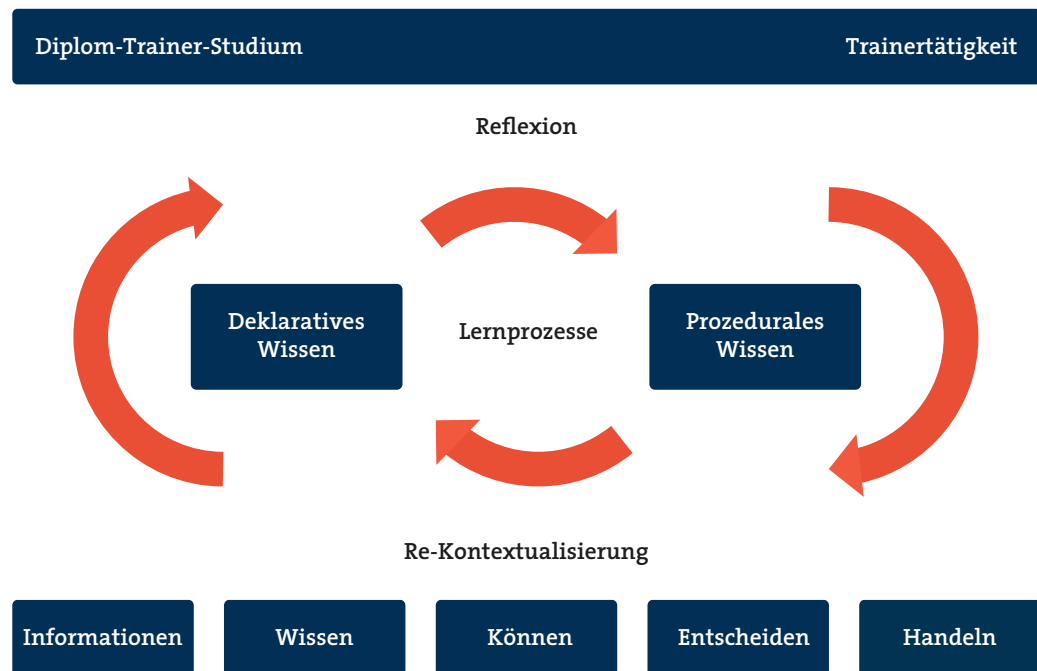 Diplom-Trainer-Studium
Trainertätigkeit
Reflexion
Deklaratives
Wissen
Lernprozesse
Prozedurales
Wissen
Re-Kontextualisierung
Informationen
Wissen
Können
Entscheiden
Handeln